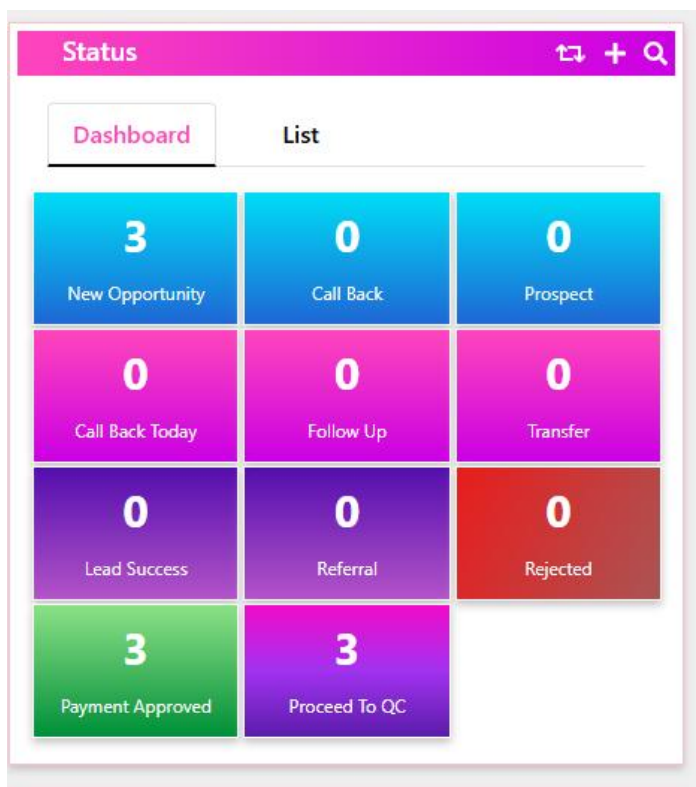 Status
Dashboard List
3 0 0
New Opportunity Call Back Prospect
0 0 0
Call Back Today Follow Up Transfer
0 0 0
Lead Success Referral Rejected
3 3
Payment Approved Proceed To QC